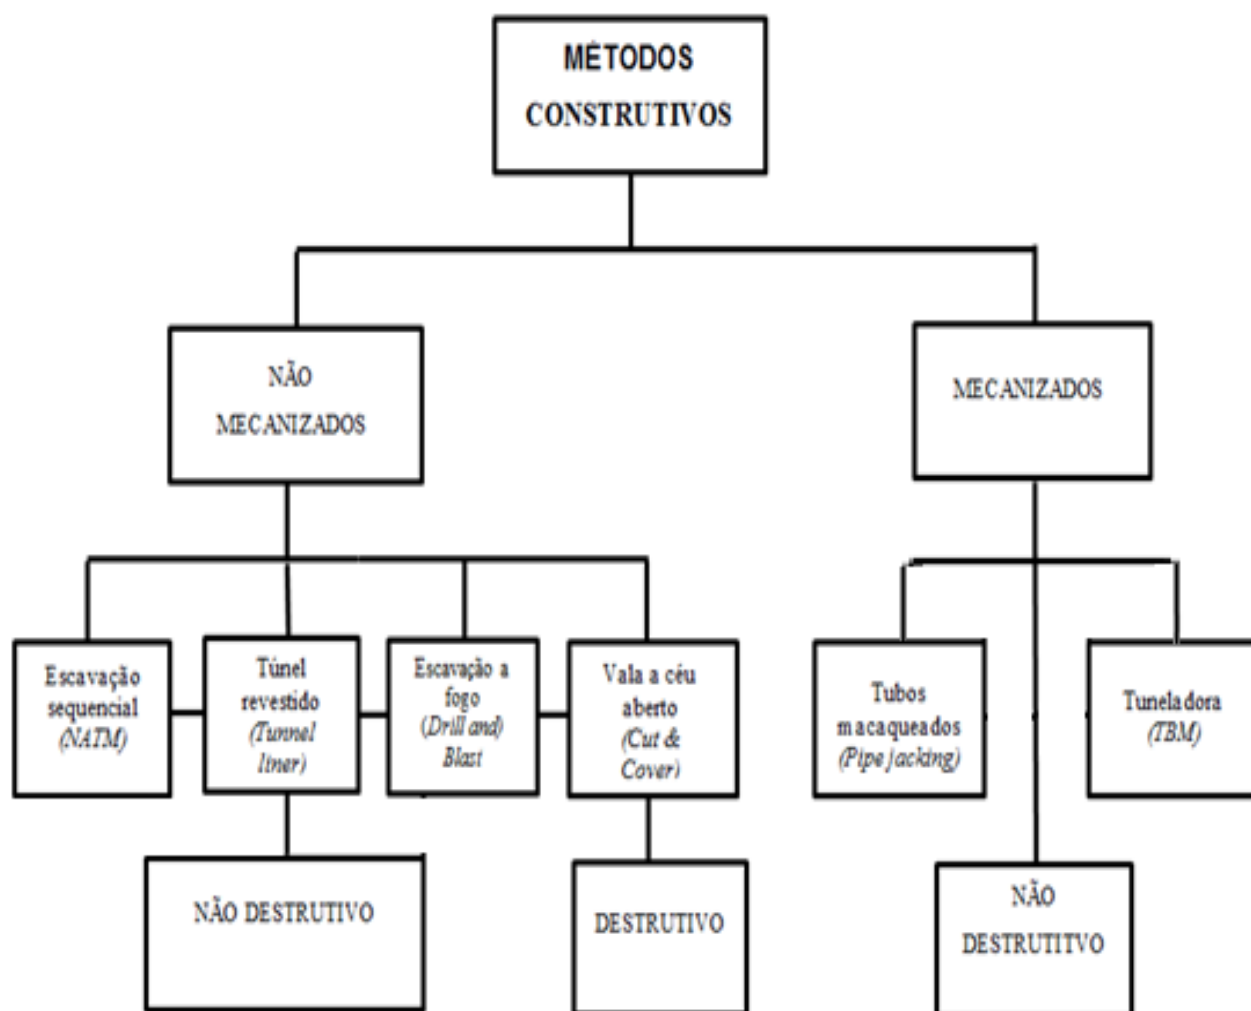 MÉTODOS
CONSTRUTIVOS
NÃO
MECANIZADOS
MECANIZADOS
Escavação
sequencial
(NATM)
Túnel
revestido
(Tunnel
liner)
Escavação a
fogo
(Drill and)
Blast
Vala a céu
aberto
(Cut &
Cover)
Tubos
macaqueados
(Pipe jacking)
Tuneladora
(TBM)
NÃO DESTRUTIVO
DESTRUTIVO
NÃO
DESTRUTITVO